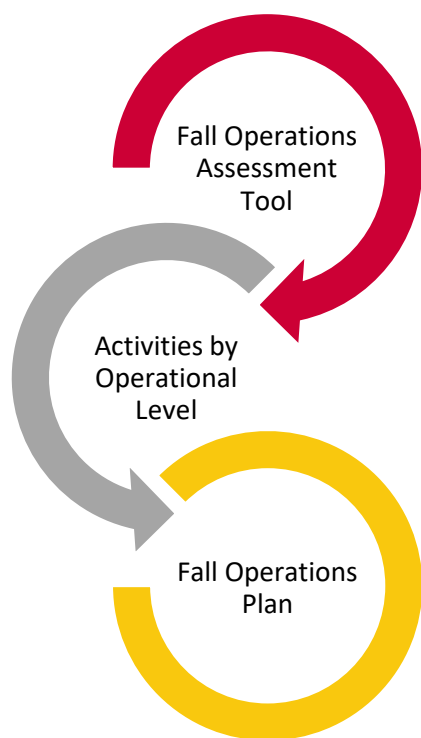 Fall Operations
Assessment
Tool
Activities by
Operational
Level
Fall Operations
Plan